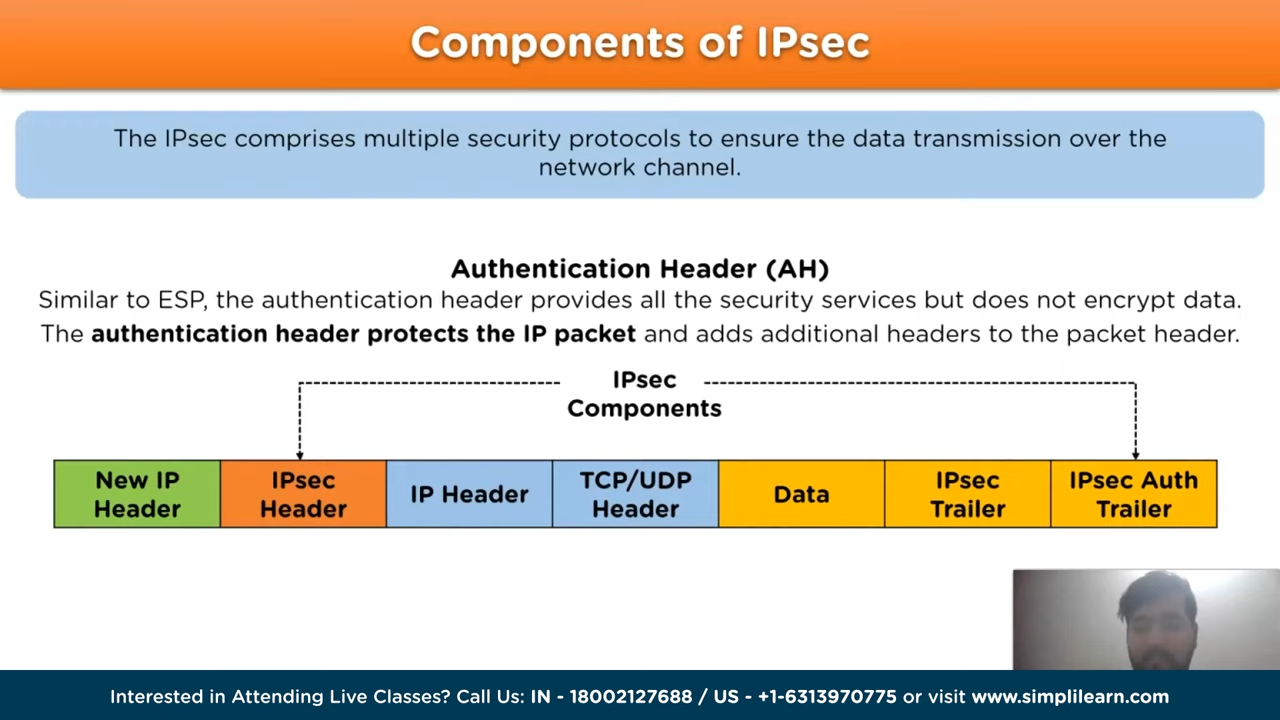 Components of IPsec
The IPsec comprises multiple security protocols to ensure the data transmission over the
network channel.
Authentication Header (AH)
Similar to ESP, the authentication header provides all the security services but does not encrypt data.
The authentication header protects the IP packet and adds additional headers to the packet header.
IPsec
Components
New IP
Header
IPsec
Header
IP Header
TCP/UDP
Header
Data
IPsec
Trailer
IPsec Auth
Trailer
Interested in Attending Live Classes? Call Us: IN - 18002127688 / US - +1-6313970775 or visit www.simplilearn.com